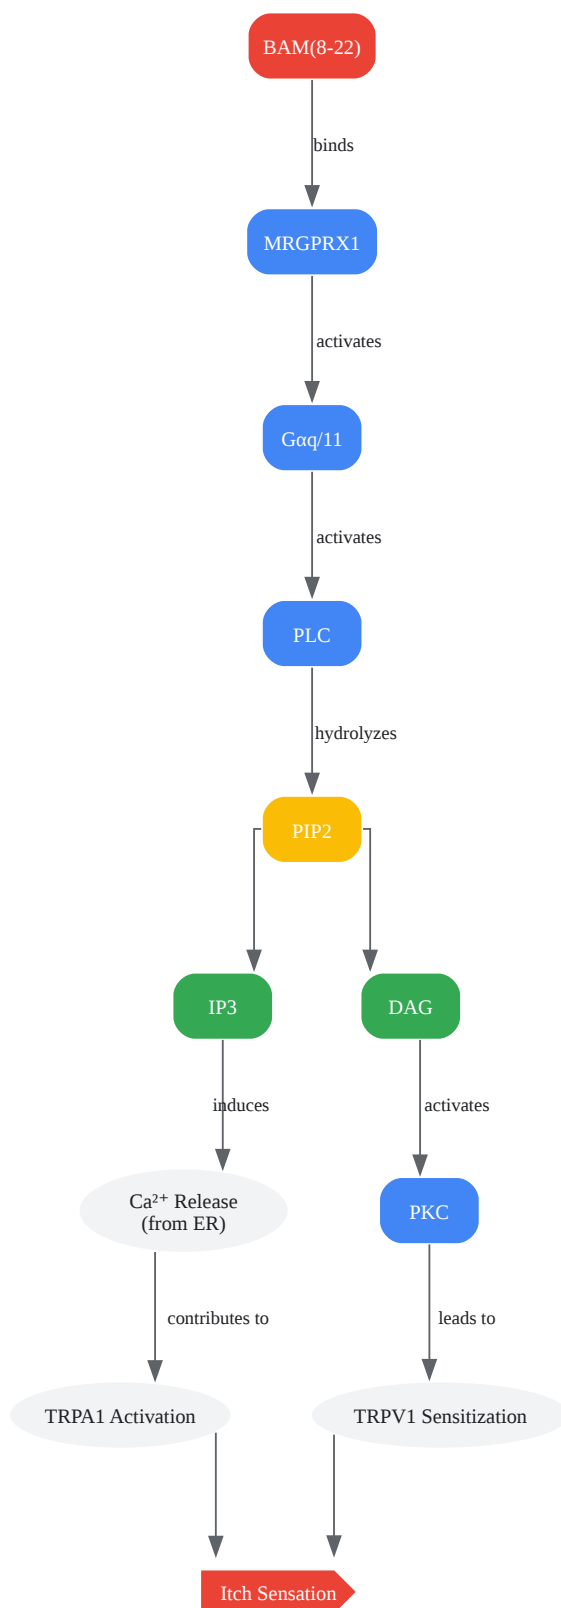 BAM(8-22)
binds
MRGPRX1
activates
Gαq/11
activates
PLC
hydrolyzes
PIP2
IP3
DAG
induces
activates
Ca²⁺ Release
(from ER)
PKC
contributes to
leads to
TRPA1 Activation
TRPV1 Sensitization
Itch Sensation